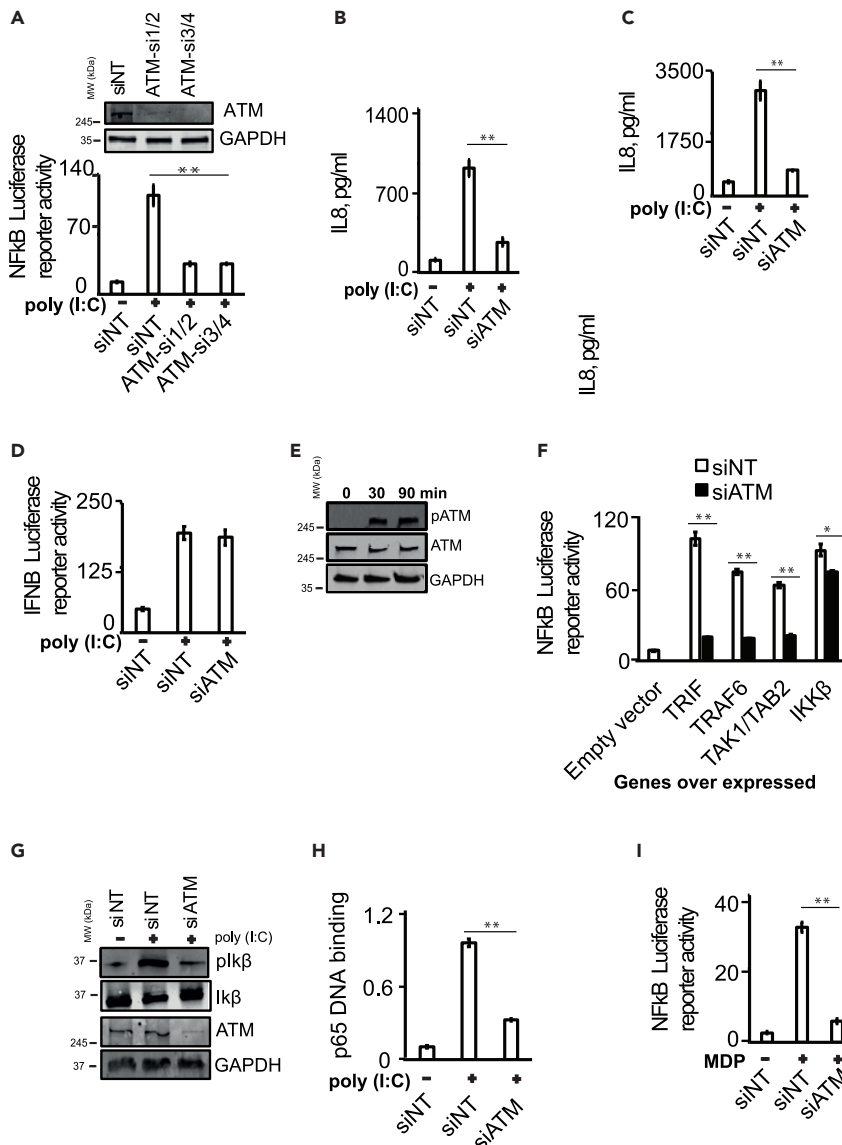 A
MW (kDa)
siNT
ATM-si1/2
ATM-si3/4
ATM
245
GAPDH
35
NFkB Luciferase
reporter activity
140
70
0
**
poly (I:C) - + + +
siNT
siNT
ATM-si1/2
ATM-si3/4
B
IL8, pg/ml
1400
700
0
**
poly (I:C) - + +
siNT
siNT
siATM
C
IL8, pg/ml
3500
1750
0
**
poly (I:C) - + +
siNT
siNT
siATM
IL8, pg/ml
D
IFNB Luciferase
reporter activity
250
125
0
poly (I:C) - + +
siNT
siNT
siATM
E
MW (kDa)
0 30 90 min
pATM
245
ATM
245
GAPDH
35
F
siNT
siATM
NFkB Luciferase
reporter activity
120
60
0
** ** ** *
Empty vector
TRIF
TRAF6
TAK1/TAB2
IKKβ
Genes over expressed
G
MW (kDa)
siNT
siNT
siATM
- + + poly (I:C)
37
pIkβ
37
Ikβ
ATM
245
37
GAPDH
H
p65 DNA binding
1.2
0.6
0
**
poly (I:C) - + +
siNT
siNT
siATM
I
NFkB Luciferase
reporter activity
40
20
0
**
MDP - + +
siNT
siNT
siATM